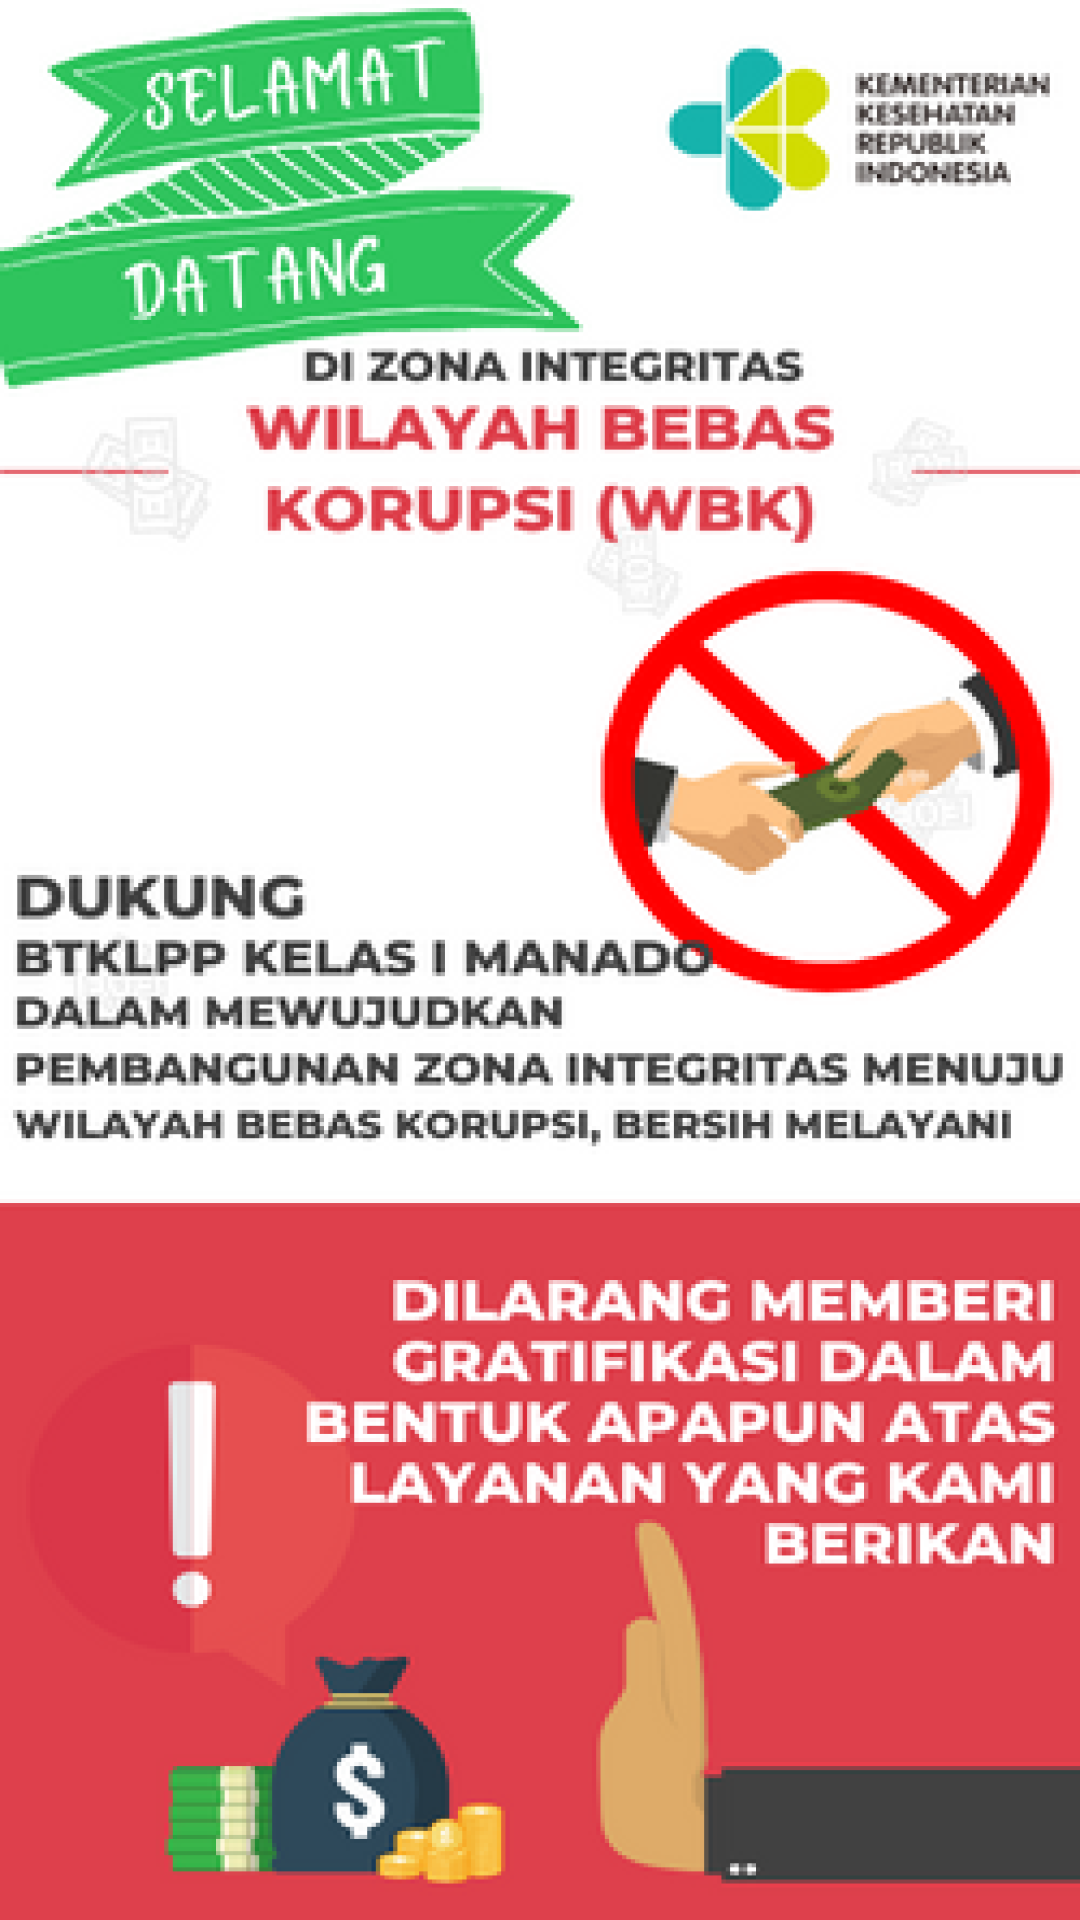 SELAMAT
DATANG
KEMENTERIAN
KESEHATAN
REPUBLIK
INDONESIA
DI ZONA INTEGRITAS
WILAYAH BEBAS
KORUPSI (WBK)
DUKUNG
BTKLPP KELAS I MANADO
DALAM MEWUJUDKAN
PEMBANGUNAN ZONA INTEGRITAS MENUJU
WILAYAH BEBAS KORUPSI, BERSIH MELAYANI
DILARANG MEMBERI
GRATIFIKASI DALAM
BENTUK APAPUN ATAS
LAYANAN YANG KAMI
BERIKAN
$